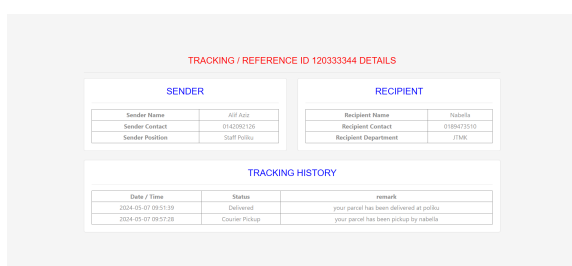 TRACKING / REFERENCE ID 120333344 DETAILS
SENDER
Sender Name Alif Aziz
Sender Contact 0142092126
Sender Position Staff Poliku
RECIPIENT
Recipient Name Nabella
Recipient Contact 0189473510
Recipient Department JTMK
TRACKING HISTORY
Date / Time Status remark
2024-05-07 09:51:39 Delivered your parcel has been delivered at poliku
2024-05-07 09:57:28 Courier Pickup your parcel has been pickup by nabella